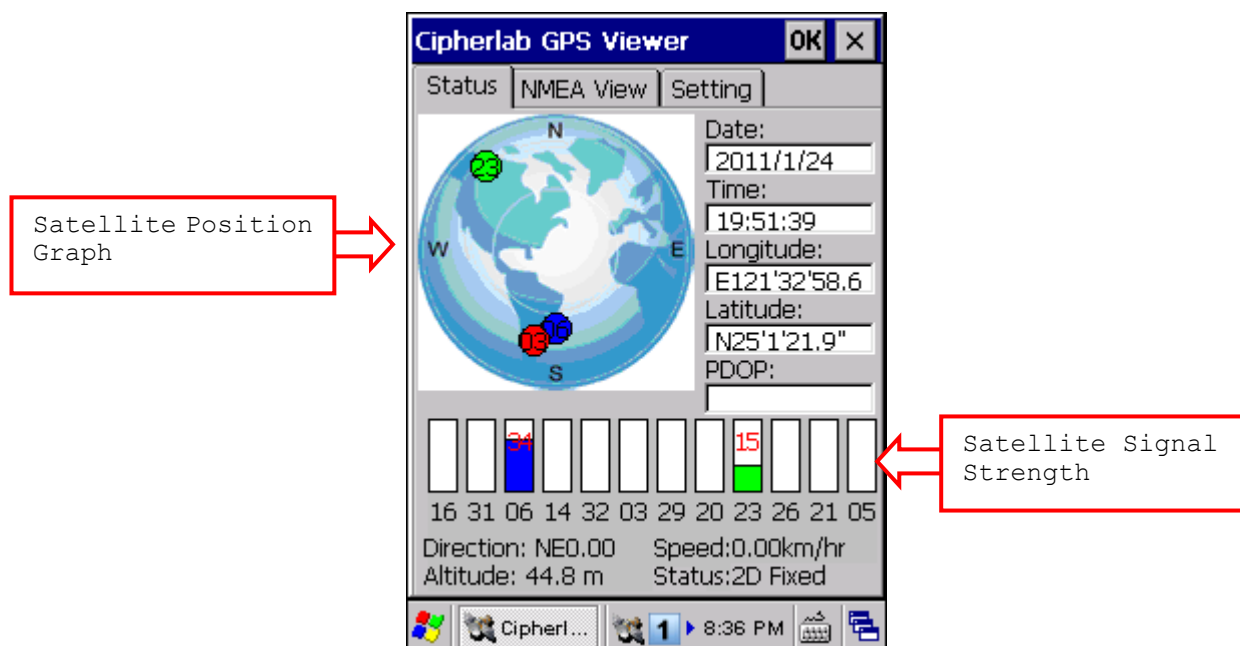 Cipherlab GPS Viewer OK
Status NMEA View Setting
N
W
E
S
23
03
06
Date:
2011/1/24
Time:
19:51:39
Longitude:
E121'32'58.6
Latitude:
N25'1'21.9"
PDOP:
Satellite Position
Graph
Satellite Signal
Strength
34 15
16 31 06 14 32 03 29 20 23 26 21 05
Direction: NE0.00 Speed:0.00km/hr
Altitude: 44.8 m Status:2D Fixed
Cipherl... 1 8:36 PM